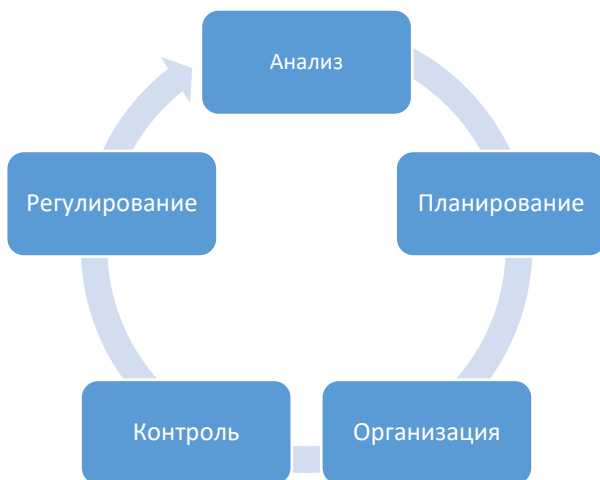 Анализ
Планирование
Организация
Контроль
Регулирование